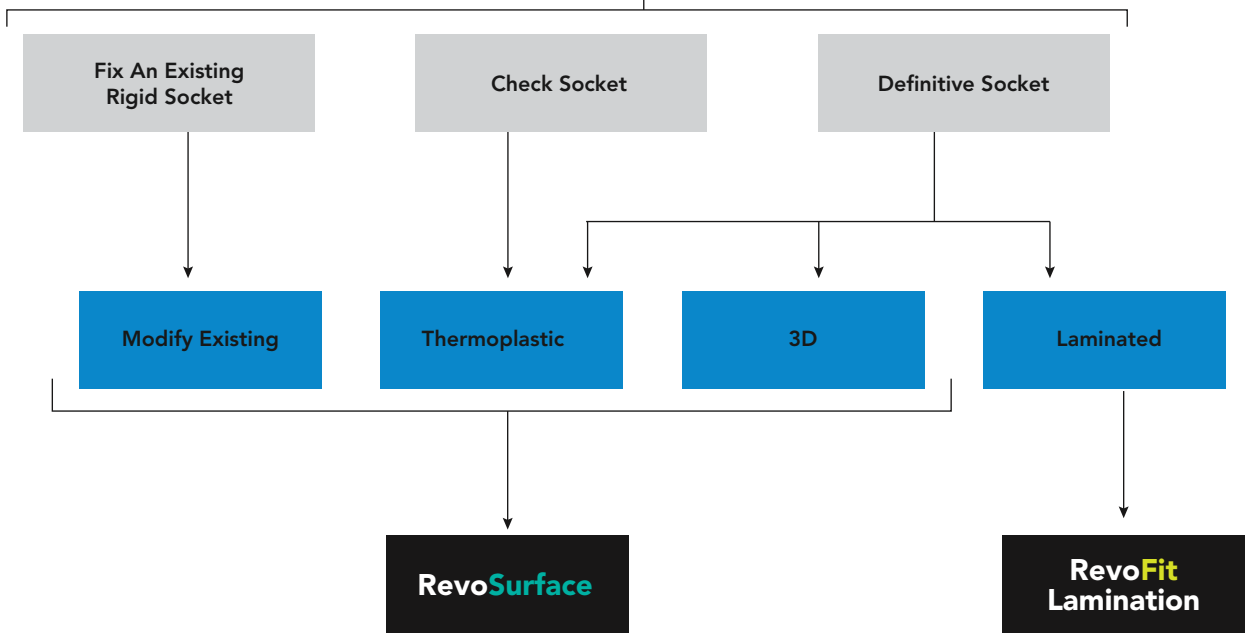 Fix An Existing
Rigid Socket
Check Socket
Definitive Socket
Modify Existing
Thermoplastic
3D
Laminated
RevoSurface
RevoFit
Lamination